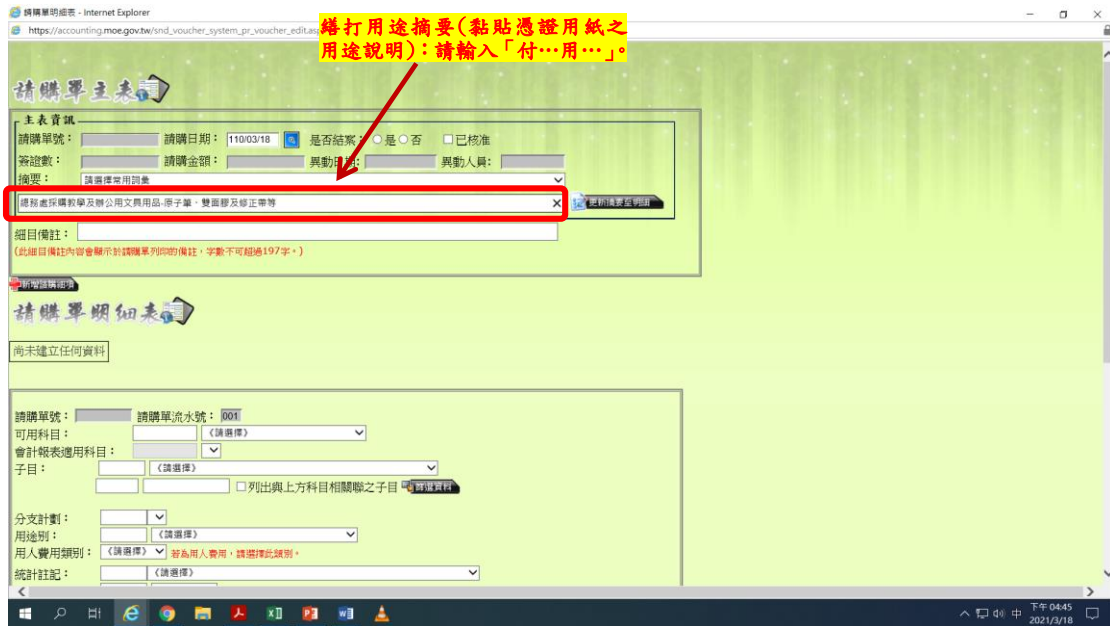 請購單明細表 - Internet Explorer
https://accounting.moe.gov.tw/snd_voucher_system_pr_voucher_edit.as
繕打用途摘要(黏貼憑證用紙之
用途說明)：請輸入「付…用…」。
請購單主表
主表資訊
請購單號： 請購日期： 110/03/18 是否結案： ○是○否 □已核准
簽證數： 請購金額： 異動日期： 異動人員：
摘要： 請選擇常用詞彙
總務處採購教學及辦公用文具用品-原子筆、雙面膠及修正帶等 × 更新摘要至明細
細目備註：
(此細目備註內容會顯示於請購單列印的備註，字數不可超過197字。)
新增請購細項
請購單明細表
尚未建立任何資料
請購單號： 請購單流水號： 001
可用科目： 《請選擇》
會計報表適用科目：
子目： 《請選擇》
□列出與上方科目相關聯之子目 篩選資料
分支計劃：
用途別： 《請選擇》
用人費用類別： 《請選擇》 若為用人費用，請選擇此類別。
統計註記： 《請選擇》
中 下午 04:45
2021/3/18